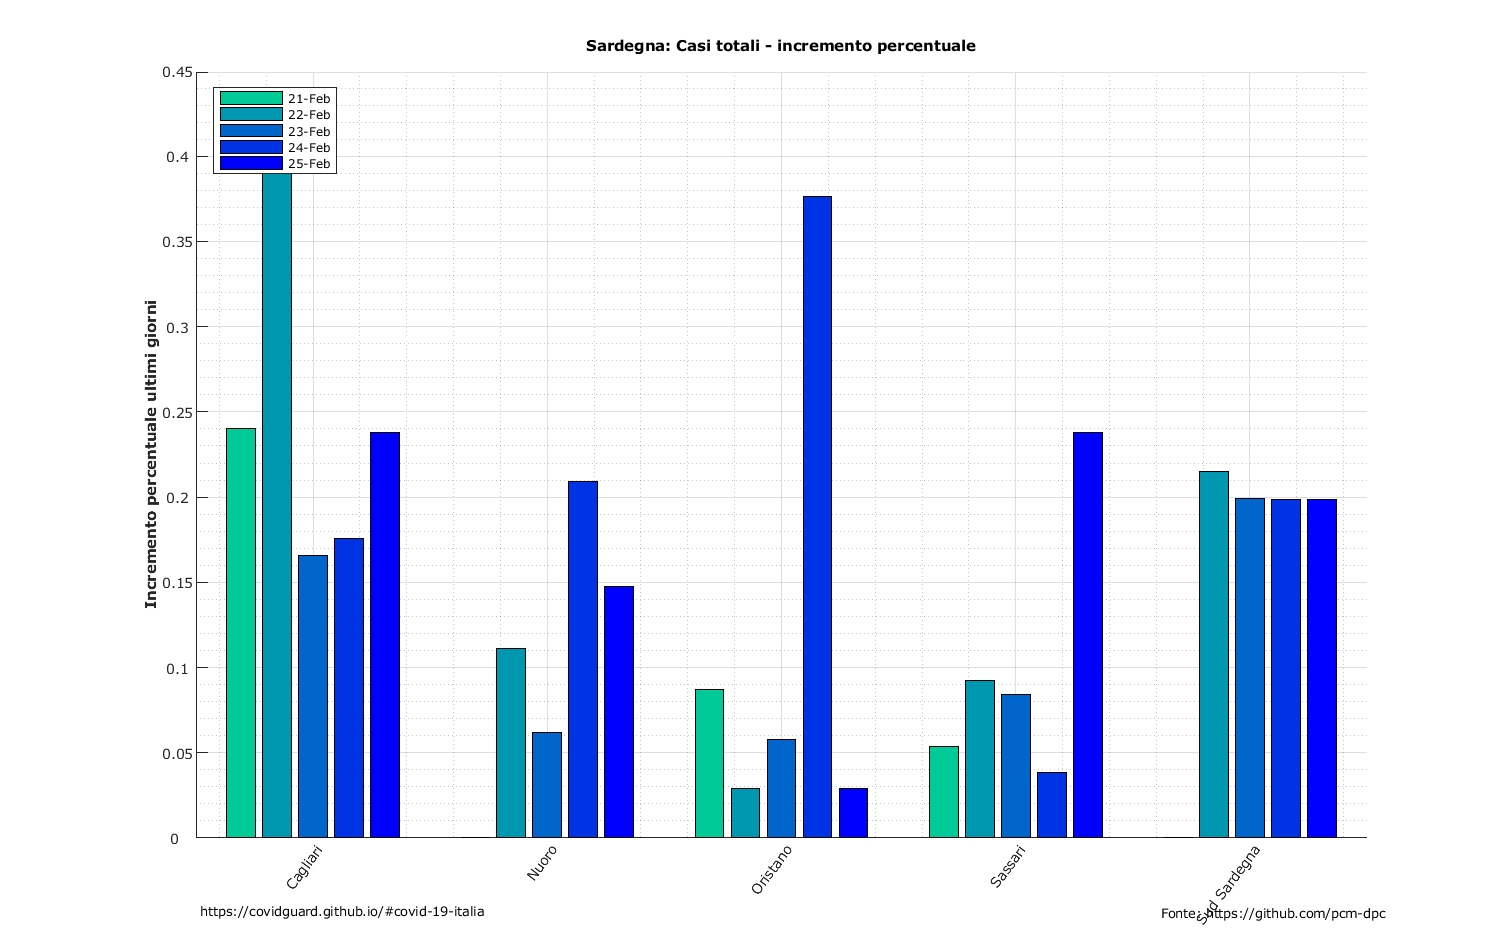 Sardegna: Casi totali - incremento percentuale
Incremento percentuale ultimi giorni
0.45
0.4
0.35
0.3
0.25
0.2
0.15
0.1
0.05
0
21-Feb
22-Feb
23-Feb
24-Feb
25-Feb
Cagliari
Nuoro
Oristano
Sassari
Sud Sardegna
https://covidguard.github.io/#covid-19-italia
Fonte: https://github.com/pcm-dpc